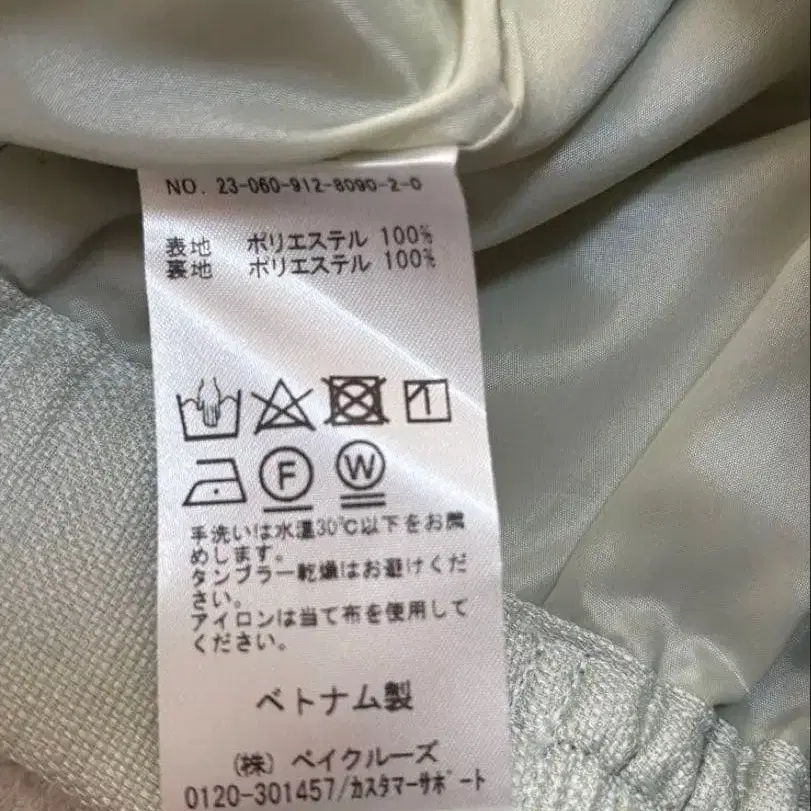 NO. 23-060-912-8090-2-0
表地 ポリエステル 100%
裏地 ポリエステル 100%
F W
手洗いは水温30℃以下をお薦
めします。
タンブラー乾燥はお避けくだ
さい。
アイロンは当て布を使用して
ください。
ベトナム製
(株) ベイクルーズ
0120-301457/カスタマーサポート